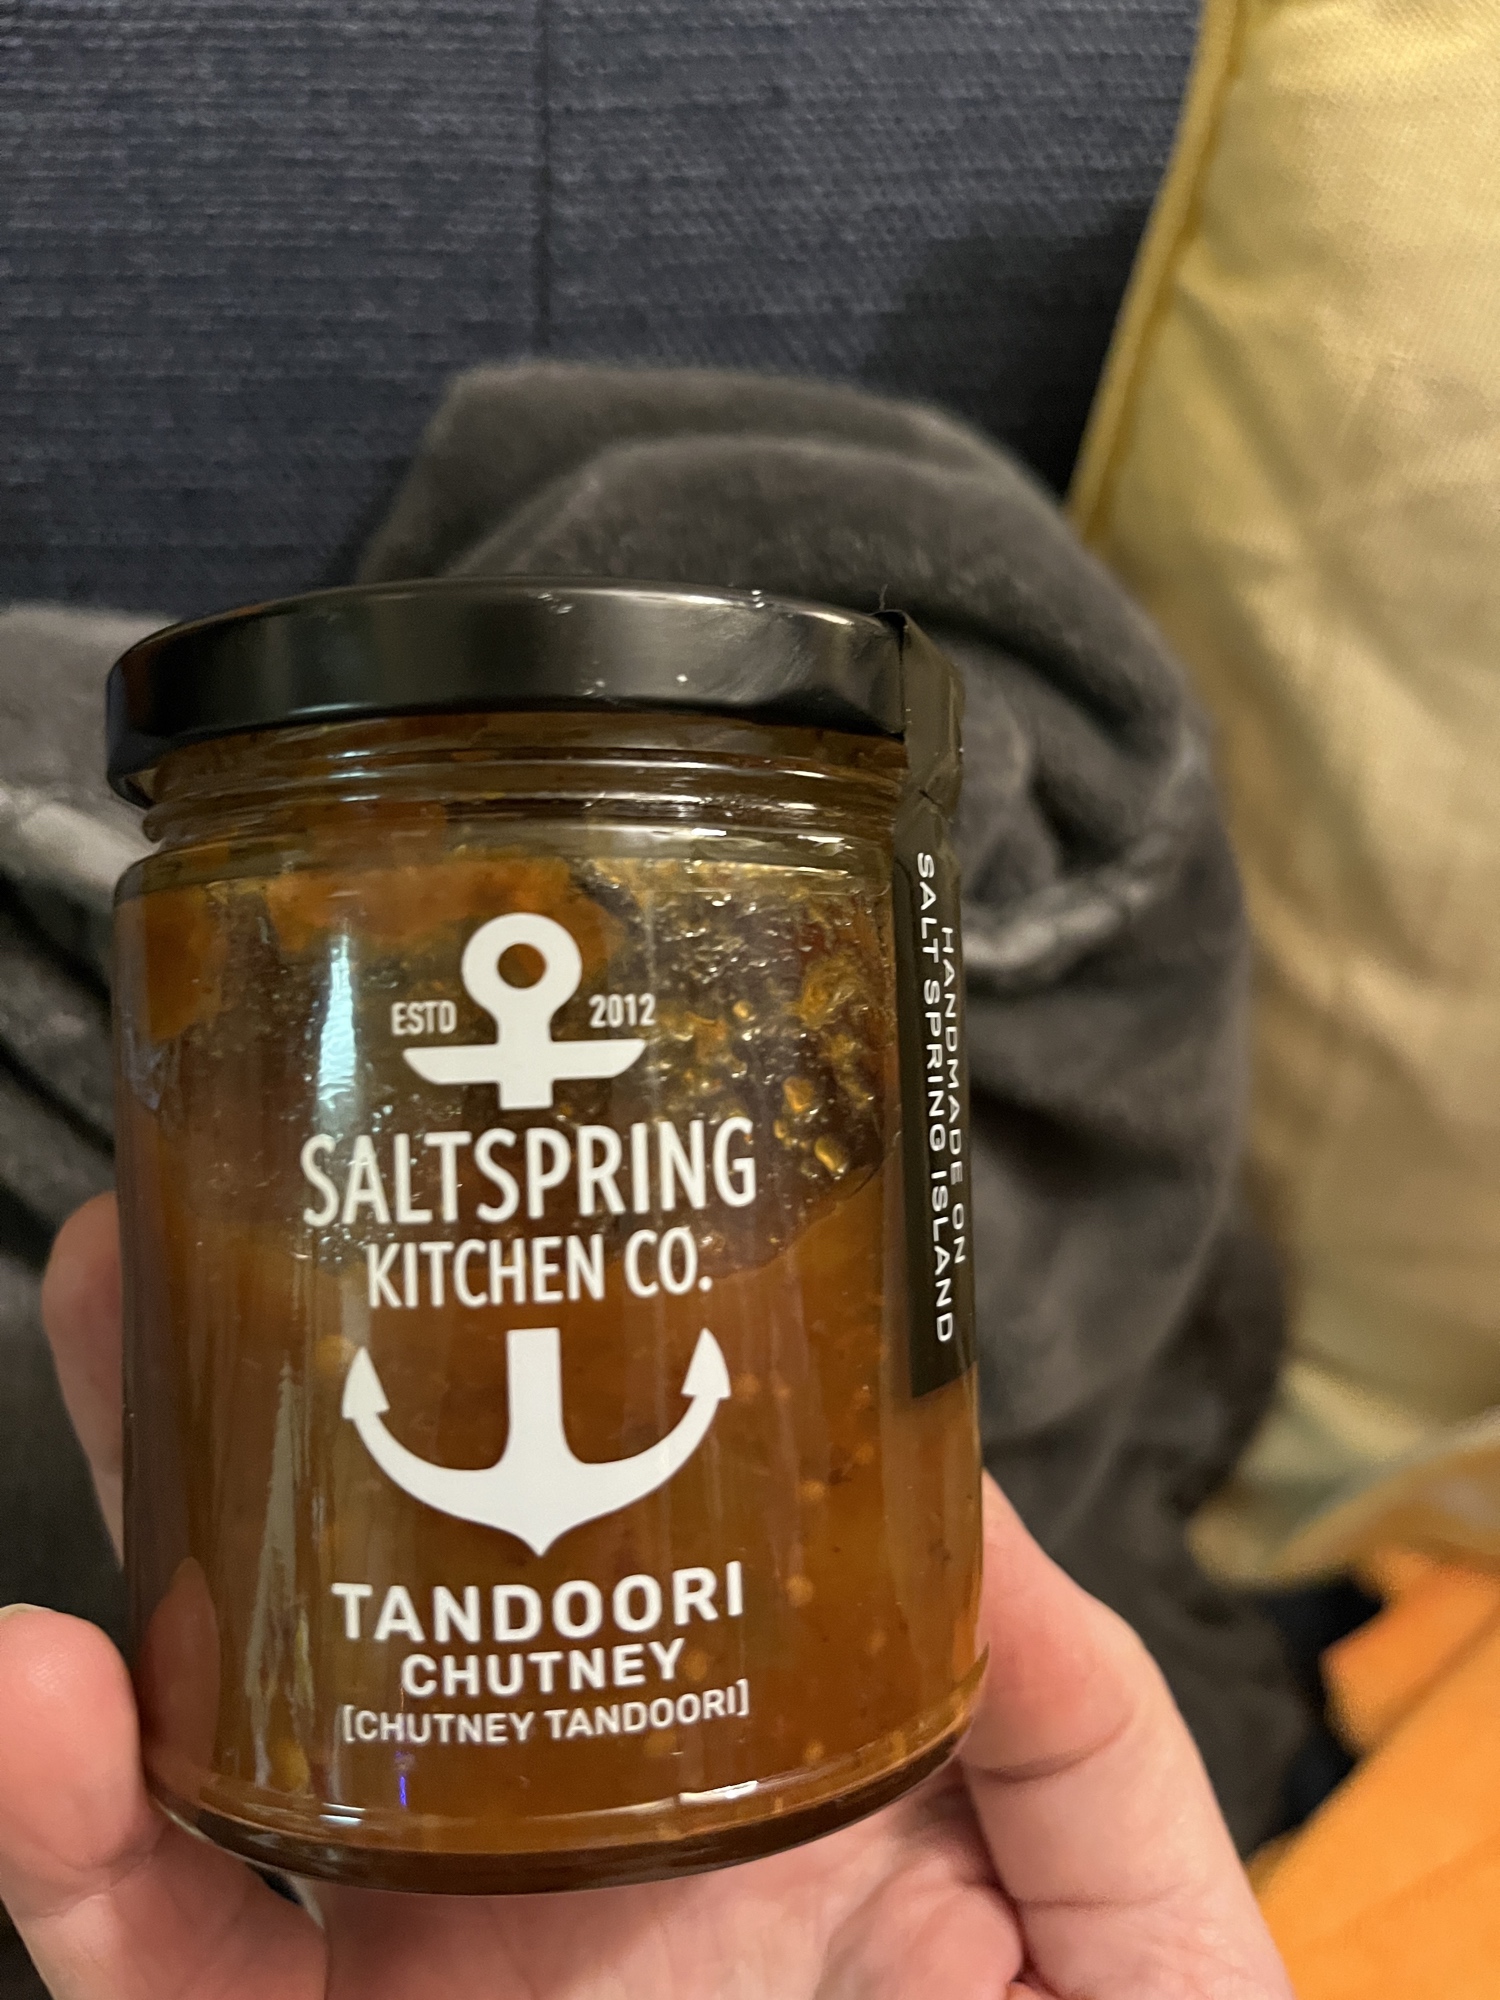 ESTD 2012
SALTSPRING
KITCHEN CO.
TANDOORI
CHUTNEY
[CHUTNEY TANDOORI]
HANDMADE ON
SALT SPRING ISLAND